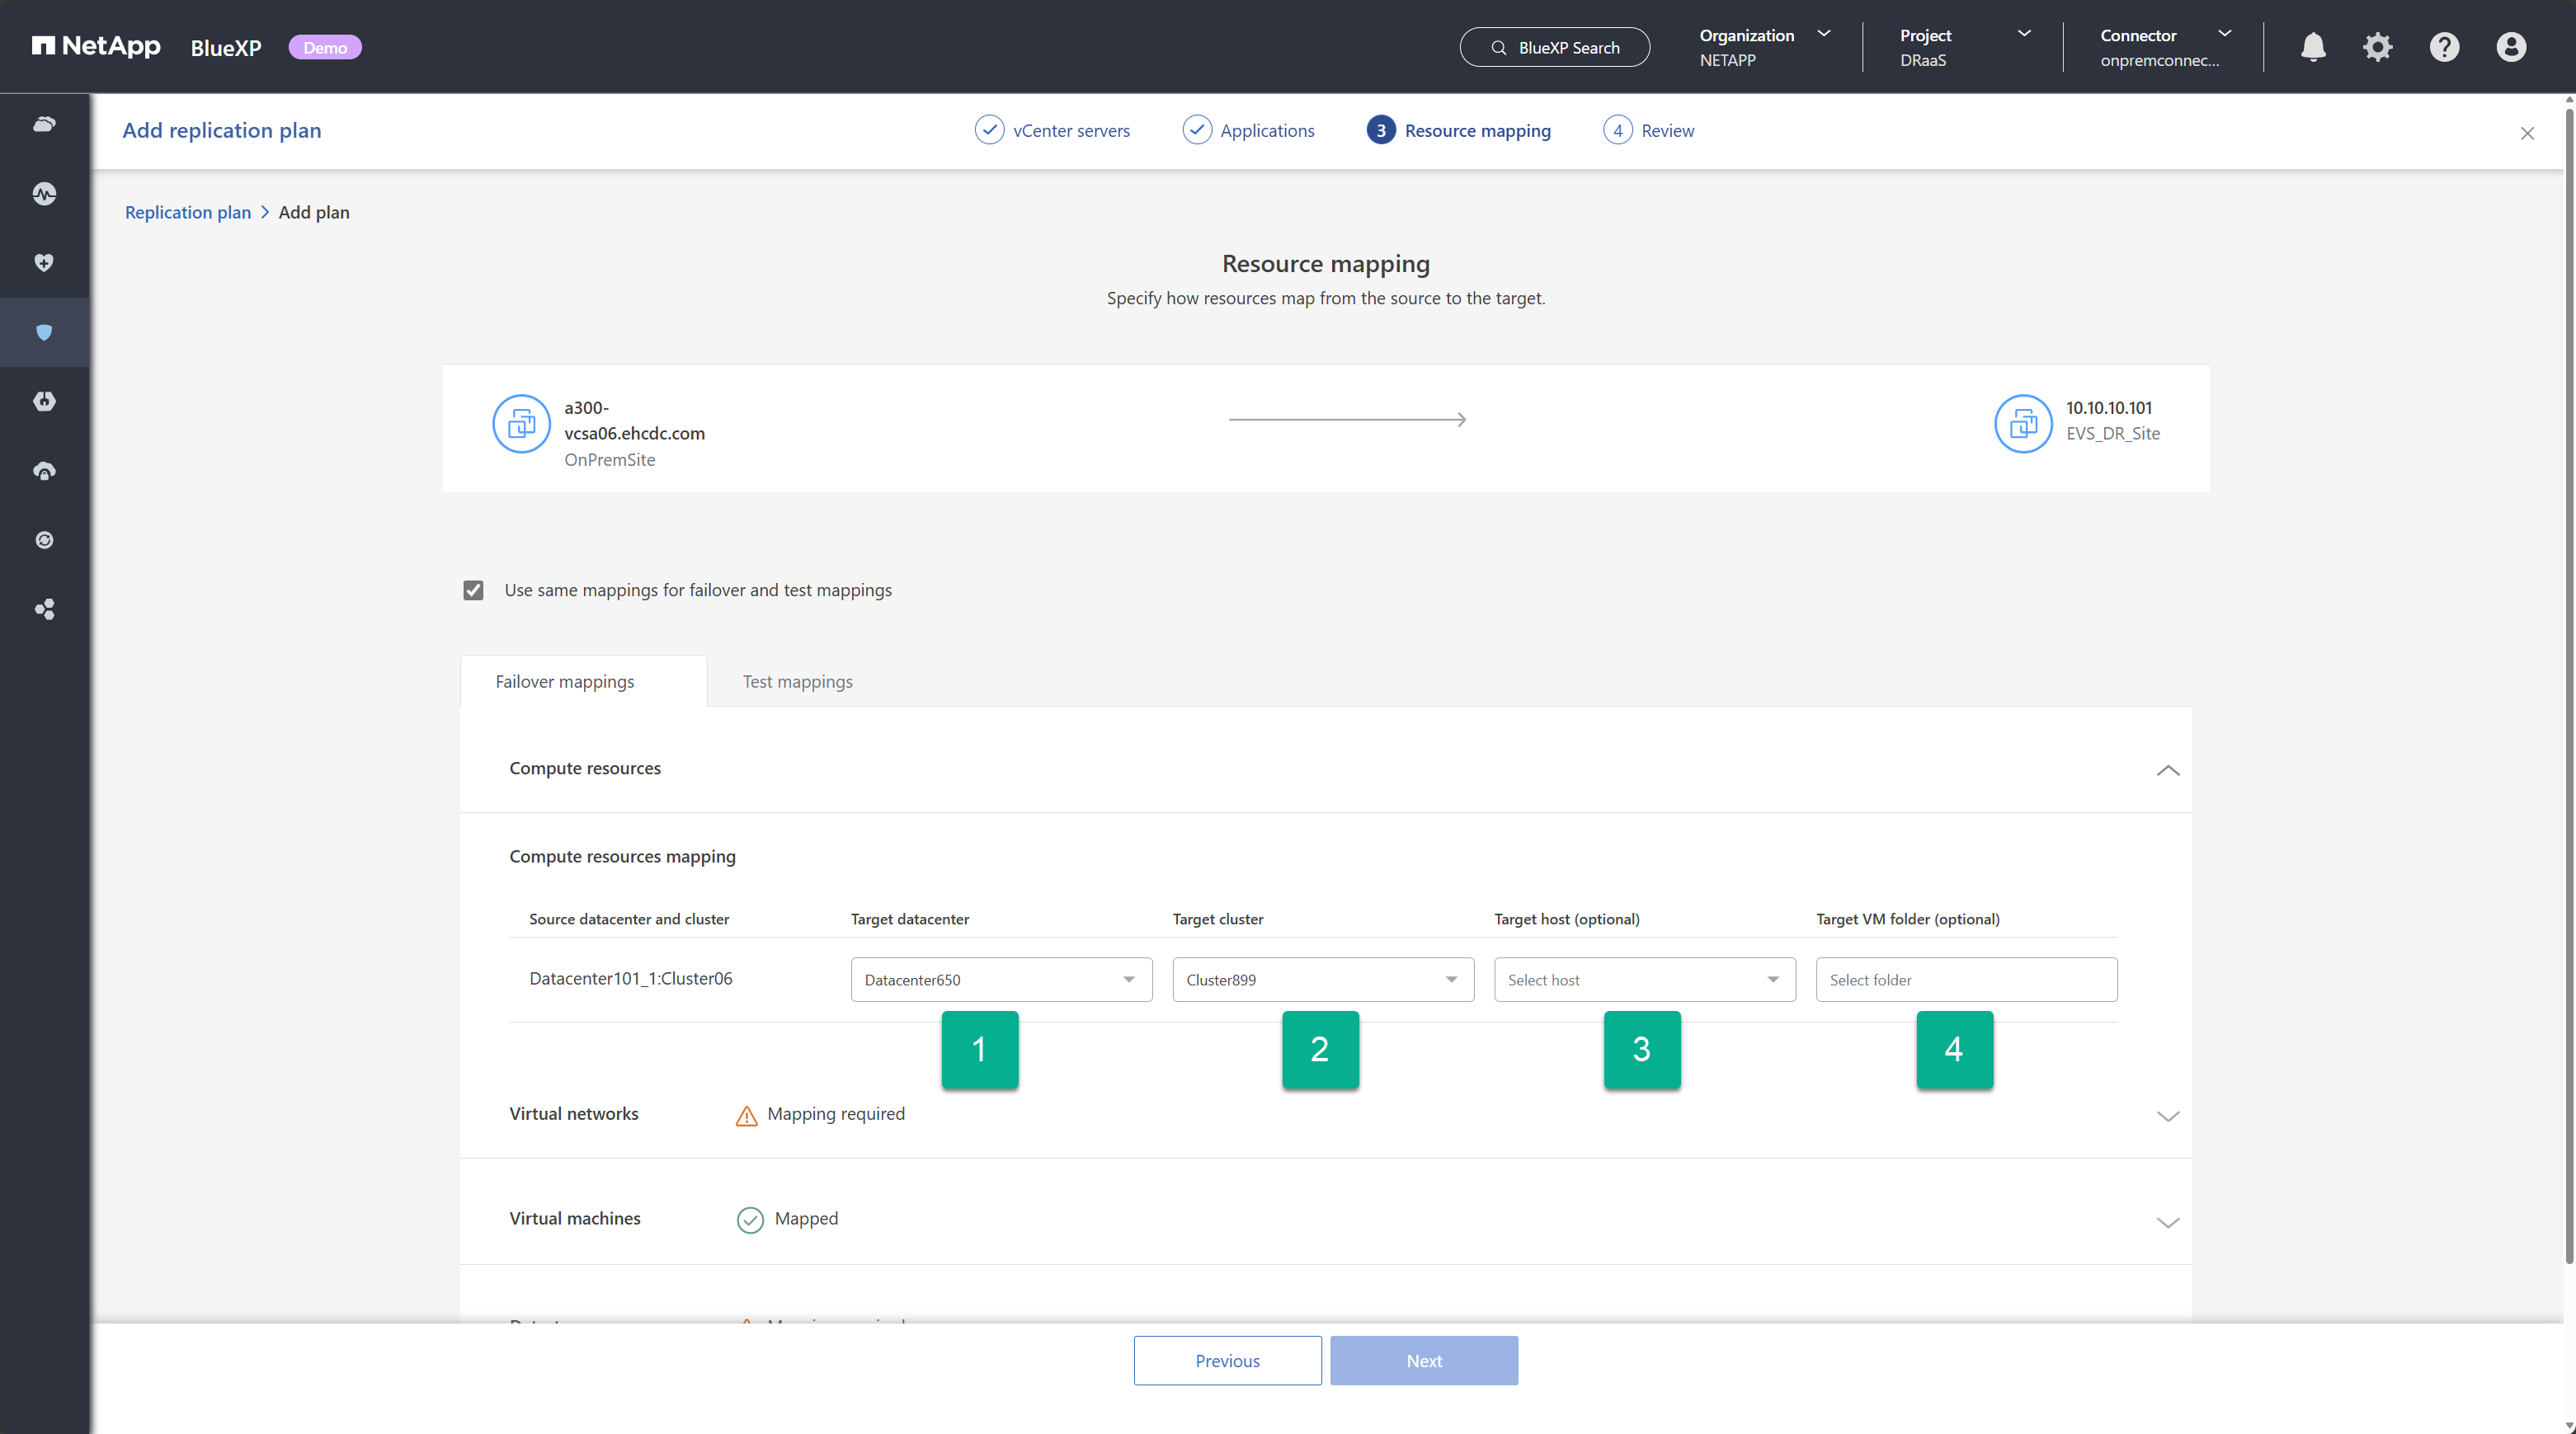 NetApp BlueXP Demo
BlueXP Search
Organization
NETAPP
Project
DRaaS
Connector
onpremconnec...
Add replication plan
vCenter servers
Applications
3 Resource mapping
4 Review
Replication plan > Add plan
Resource mapping
Specify how resources map from the source to the target.
a300-
vcsa06.ehcdc.com
OnPremSite
10.10.10.101
EVS_DR_Site
Use same mappings for failover and test mappings
Failover mappings
Test mappings
Compute resources
Compute resources mapping
Source datacenter and cluster Target datacenter Target cluster Target host (optional) Target VM folder (optional)
Datacenter101_1:Cluster06 Datacenter650 Cluster899 Select host Select folder
1 2 3 4
Virtual networks Mapping required
Virtual machines Mapped
Previous Next